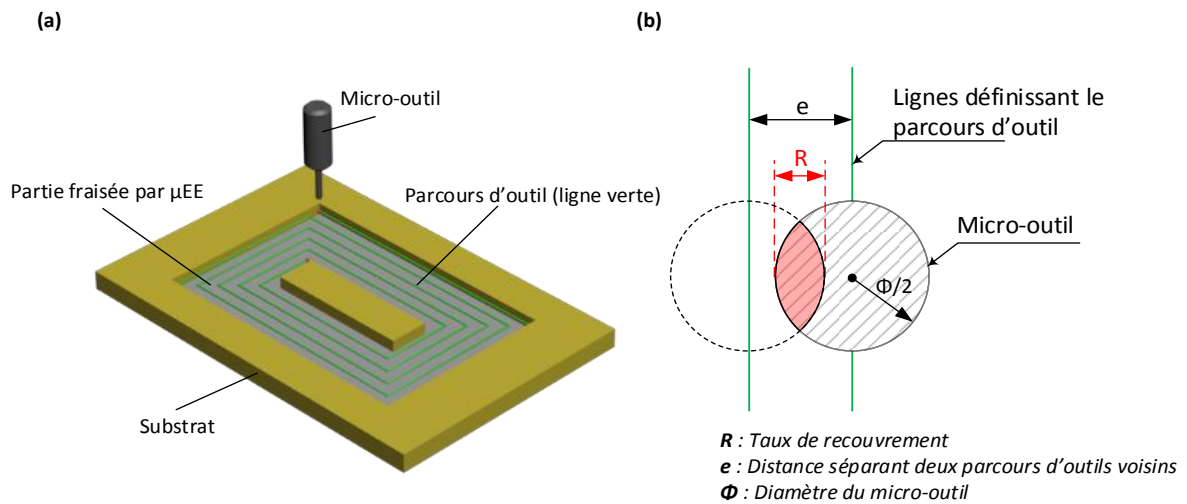 (a)
Micro-outil
Partie fraisée par µEE
Parcours d'outil (ligne verte)
Substrat
(b)
e
Lignes définissant le
parcours d'outil
R
Micro-outil
Φ/2
R : Taux de recouvrement
e : Distance séparant deux parcours d'outils voisins
Φ : Diamètre du micro-outil